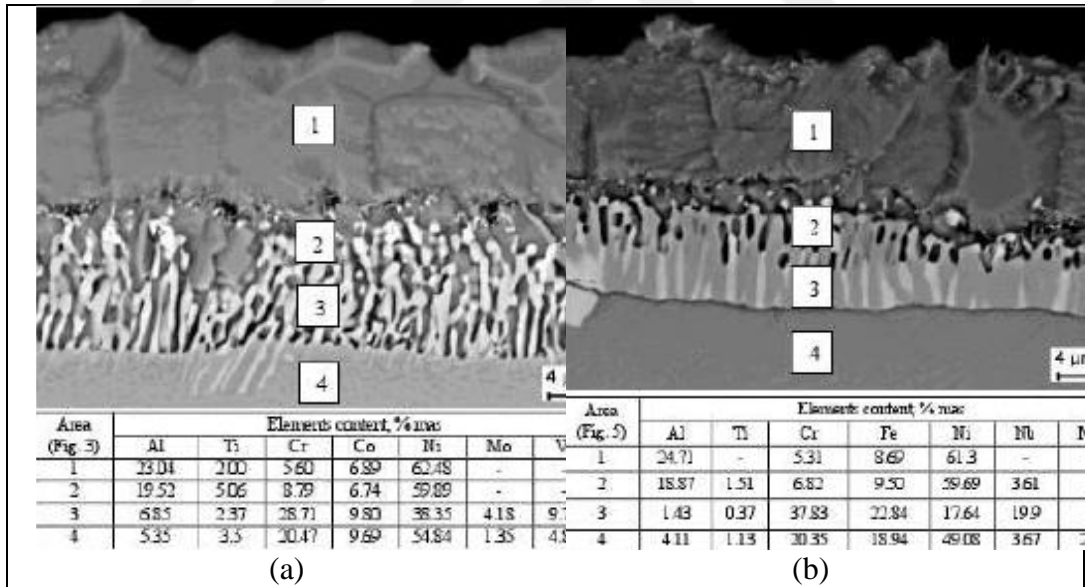 1
2
3
4
4
1
2
3
4
4 μm
Area Elements content, % mas
(Fig. 3) Al Ti Cr Co Ni Mo
1 23.04 2.00 5.60 6.89 62.48 - -
2 19.52 5.06 8.79 6.74 59.89 - -
3 6.85 2.37 28.71 9.80 38.35 4.18
4 5.35 3.5 20.47 9.69 54.84 1.35
(a)
Area Elements content, % mas
(Fig. 5) Al Ti Cr Fe Ni Nb
1 24.71 - 5.31 8.69 61.3 -
2 18.87 1.51 6.82 9.50 59.69 3.61
3 1.43 0.37 37.83 22.84 17.64 19.9
4 4.11 1.13 20.35 18.94 49.08 3.67
(b)